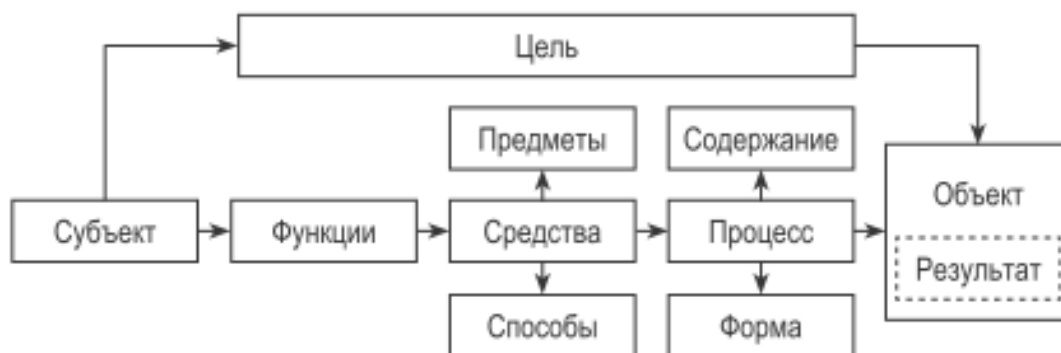 Цель
Предметы
Содержание
Объект
Субъект
Функции
Средства
Процесс
Результат
Способы
Форма